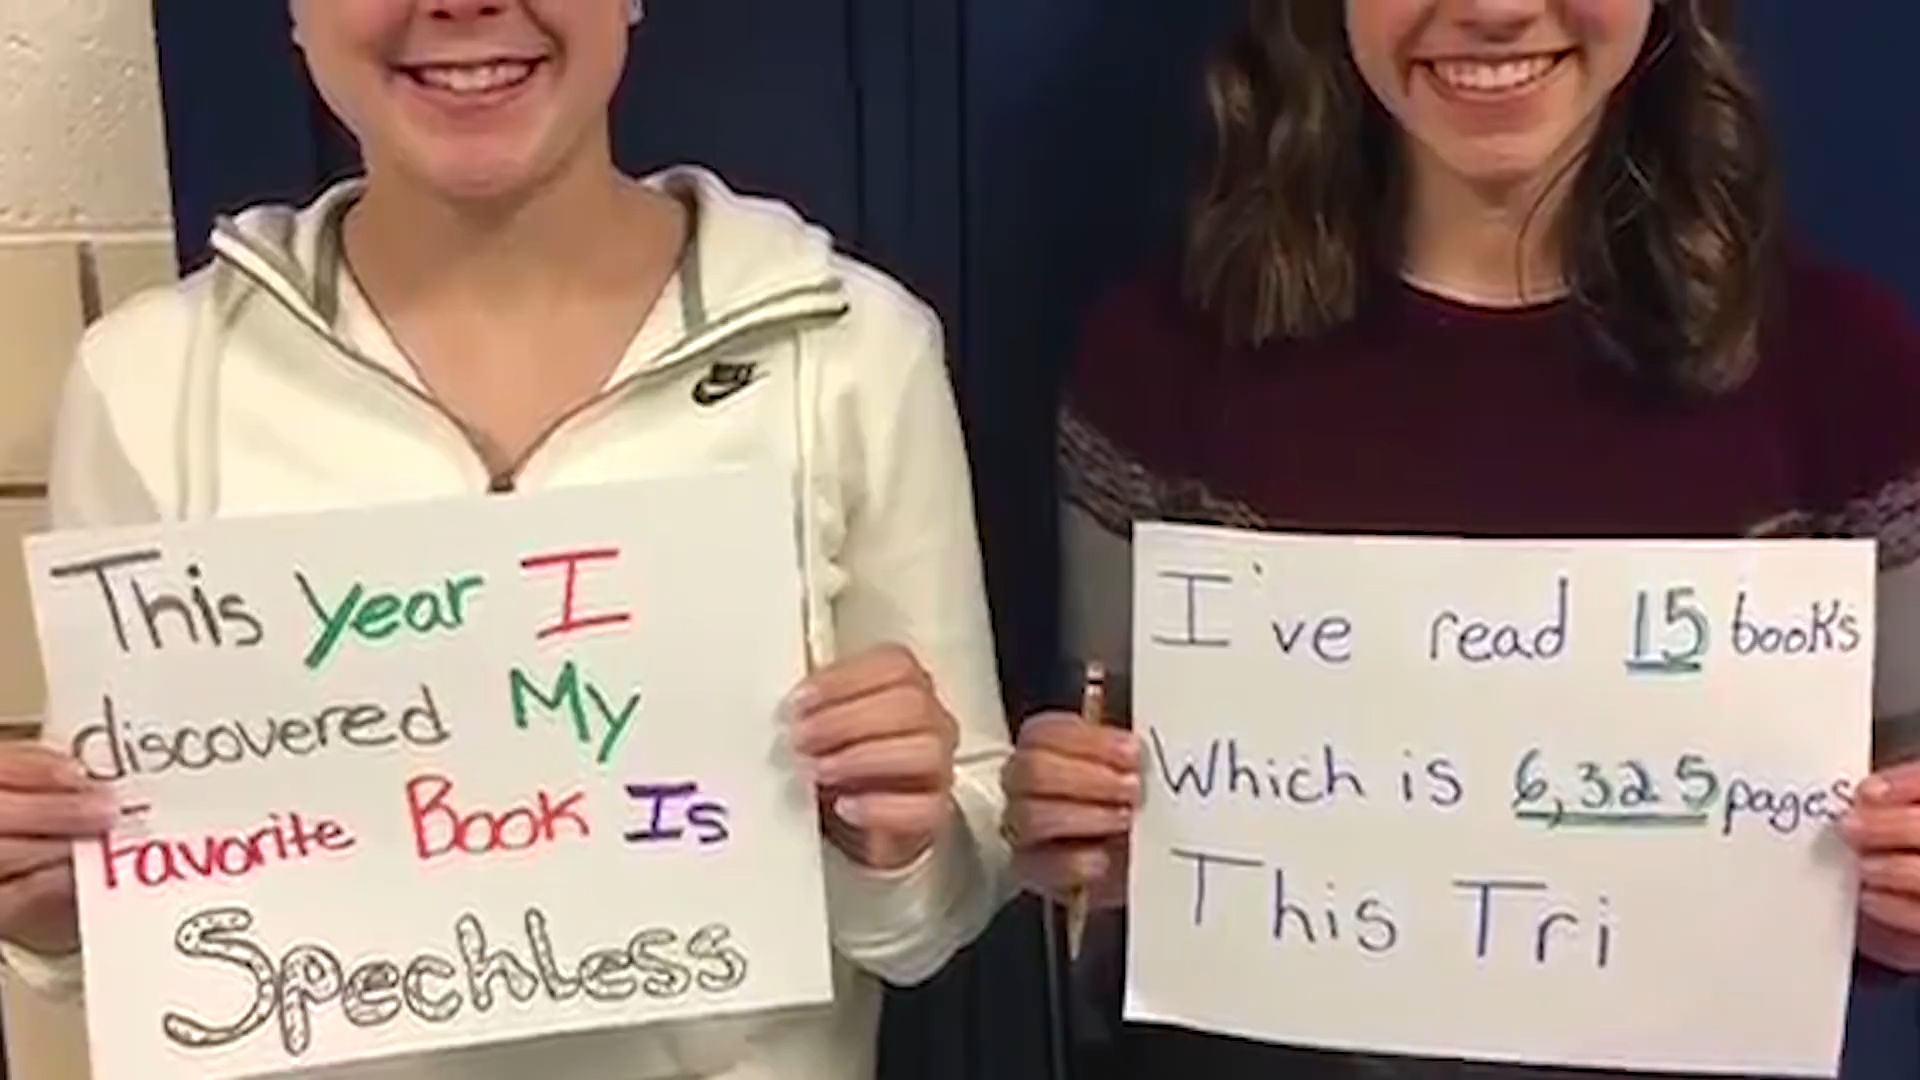 This year I
discovered My
Favorite Book Is
Spechless
I've read 15 books
Which is 6,325 pages
This Tri